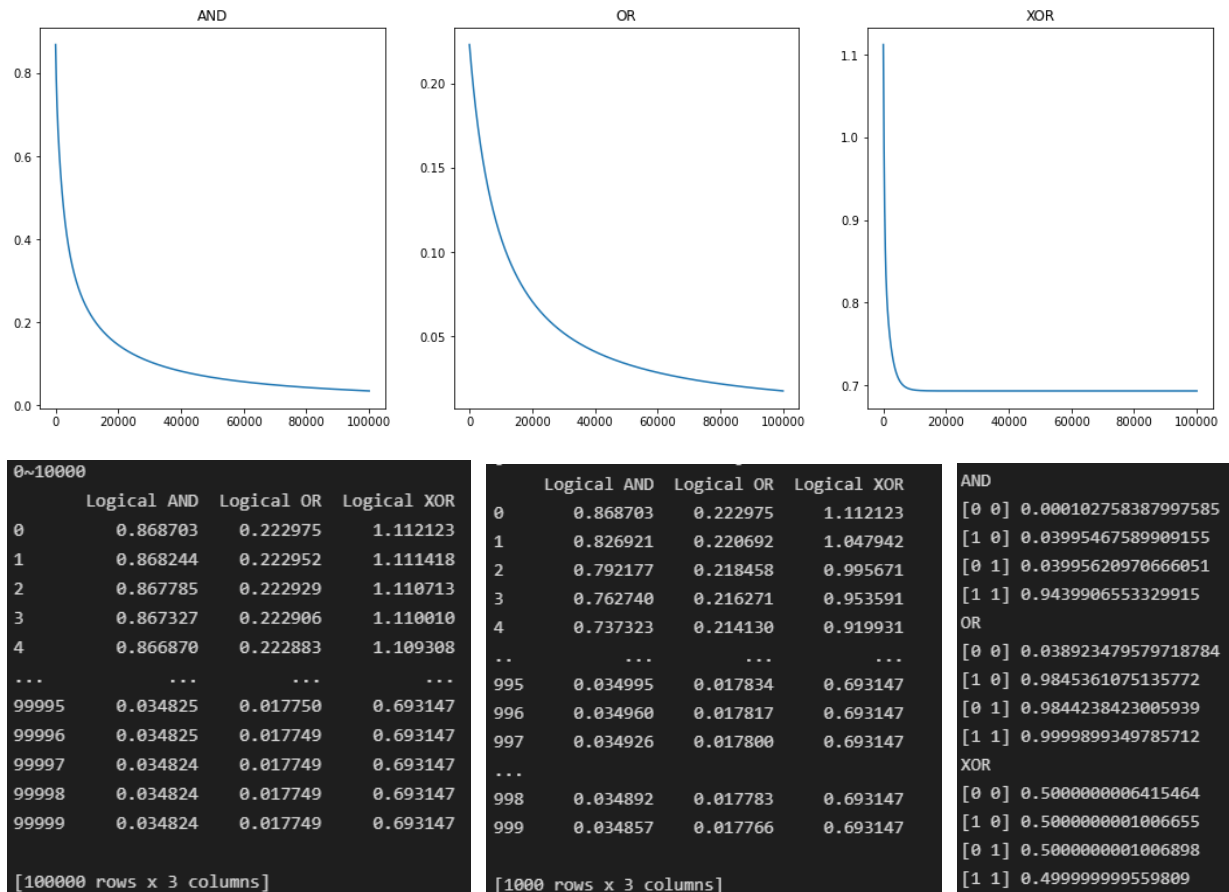 AND
0.8
0.6
0.4
0.2
0.0
0 20000 40000 60000 80000 100000
OR
0.20
0.15
0.10
0.05
0 20000 40000 60000 80000 100000
XOR
1.1
1.0
0.9
0.8
0.7
0 20000 40000 60000 80000 100000
0~10000
Logical AND Logical OR Logical XOR
0 0.868703 0.222975 1.112123
1 0.868244 0.222952 1.111418
2 0.867785 0.222929 1.110713
3 0.867327 0.222906 1.110010
4 0.866870 0.222883 1.109308
... ... ... ...
99995 0.034825 0.017750 0.693147
99996 0.034825 0.017749 0.693147
99997 0.034824 0.017749 0.693147
99998 0.034824 0.017749 0.693147
99999 0.034824 0.017749 0.693147
[100000 rows x 3 columns]
Logical AND Logical OR Logical XOR
0 0.868703 0.222975 1.112123
1 0.826921 0.220692 1.047942
2 0.792177 0.218458 0.995671
3 0.762740 0.216271 0.953591
4 0.737323 0.214130 0.919931
.. ... ... ...
995 0.034995 0.017834 0.693147
996 0.034960 0.017817 0.693147
997 0.034926 0.017800 0.693147
...
998 0.034892 0.017783 0.693147
999 0.034857 0.017766 0.693147
[1000 rows x 3 columns]
AND
[0 0] 0.000102758387997585
[1 0] 0.03995467589909155
[0 1] 0.03995620970666051
[1 1] 0.9439906553329915
OR
[0 0] 0.038923479579718784
[1 0] 0.9845361075135772
[0 1] 0.9844238423005939
[1 1] 0.9999899349785712
XOR
[0 0] 0.5000000006415464
[1 0] 0.5000000001006655
[0 1] 0.5000000001006898
[1 1] 0.499999999559809